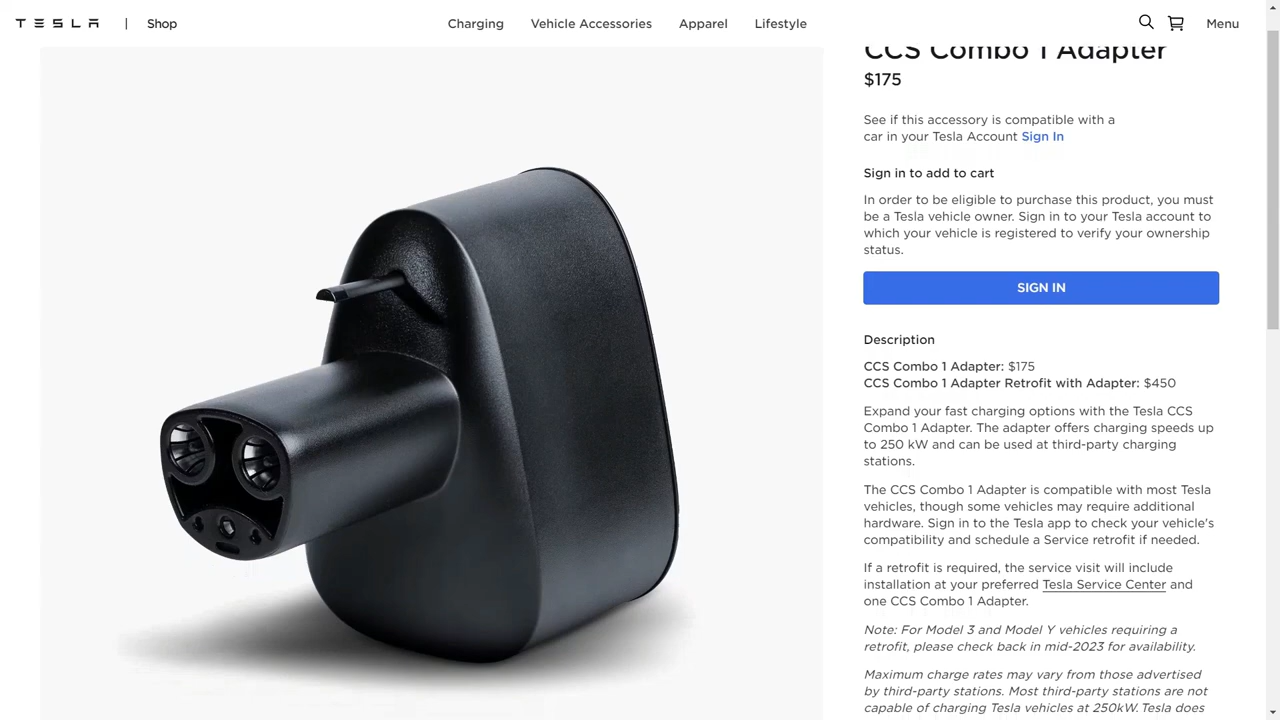 TESLA | Shop
Charging Vehicle Accessories Apparel Lifestyle
Menu
CCS Combo 1 Adapter
$175
See if this accessory is compatible with a
car in your Tesla Account Sign In
Sign in to add to cart
In order to be eligible to purchase this product, you must
be a Tesla vehicle owner. Sign in to your Tesla account to
which your vehicle is registered to verify your ownership
status.
SIGN IN
Description
CCS Combo 1 Adapter: $175
CCS Combo 1 Adapter Retrofit with Adapter: $450
Expand your fast charging options with the Tesla CCS
Combo 1 Adapter. The adapter offers charging speeds up
to 250 kW and can be used at third-party charging
stations.
The CCS Combo 1 Adapter is compatible with most Tesla
vehicles, though some vehicles may require additional
hardware. Sign in to the Tesla app to check your vehicle's
compatibility and schedule a Service retrofit if needed.
If a retrofit is required, the service visit will include
installation at your preferred Tesla Service Center and
one CCS Combo 1 Adapter.
Note: For Model 3 and Model Y vehicles requiring a
retrofit, please check back in mid-2023 for availability.
Maximum charge rates may vary from those advertised
by third-party stations. Most third-party stations are not
capable of charging Tesla vehicles at 250kW. Tesla does